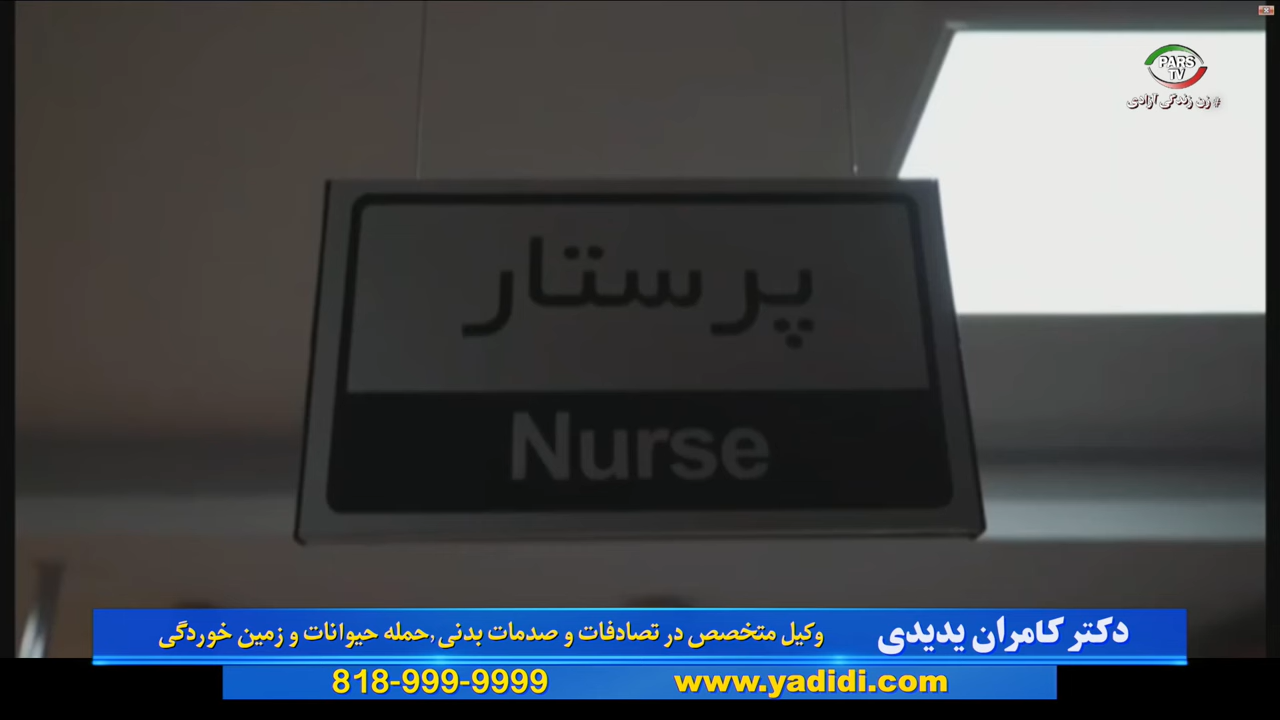 PARS
TV
# زن زندگی آزادی
پرستار
Nurse
دکتر کامران یدیدی
وکیل متخصص در تصادفات و صدمات بدنی,حمله حیوانات و زمین خوردگی
818-999-9999
www.yadidi.com